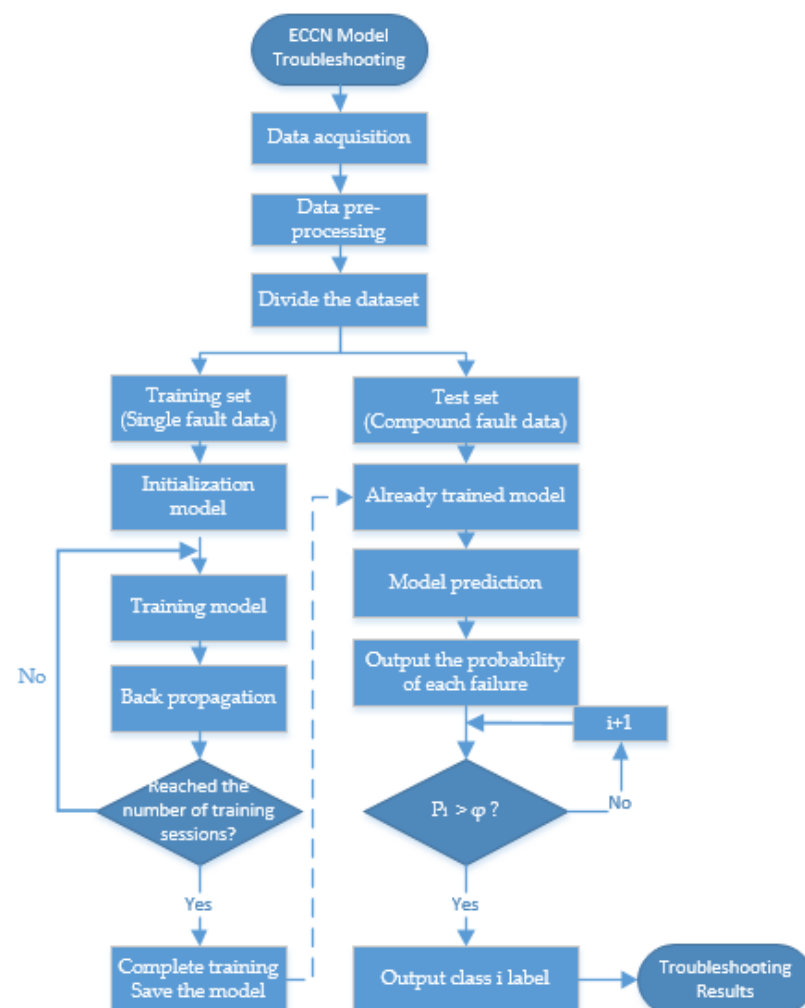 ECCN Model
Troubleshooting
Data acquisition
Data pre-
processing
Divide the dataset
Training set
(Single fault data)
Initialization
model
Training model
Back propagation
Reached the
number of training
sessions?
No
Yes
Complete training
Save the model
Test set
(Compound fault data)
Already trained model
Model prediction
Output the probability
of each failure
i+1
P₁ > φ ?
No
Yes
Output class i label
Troubleshooting
Results